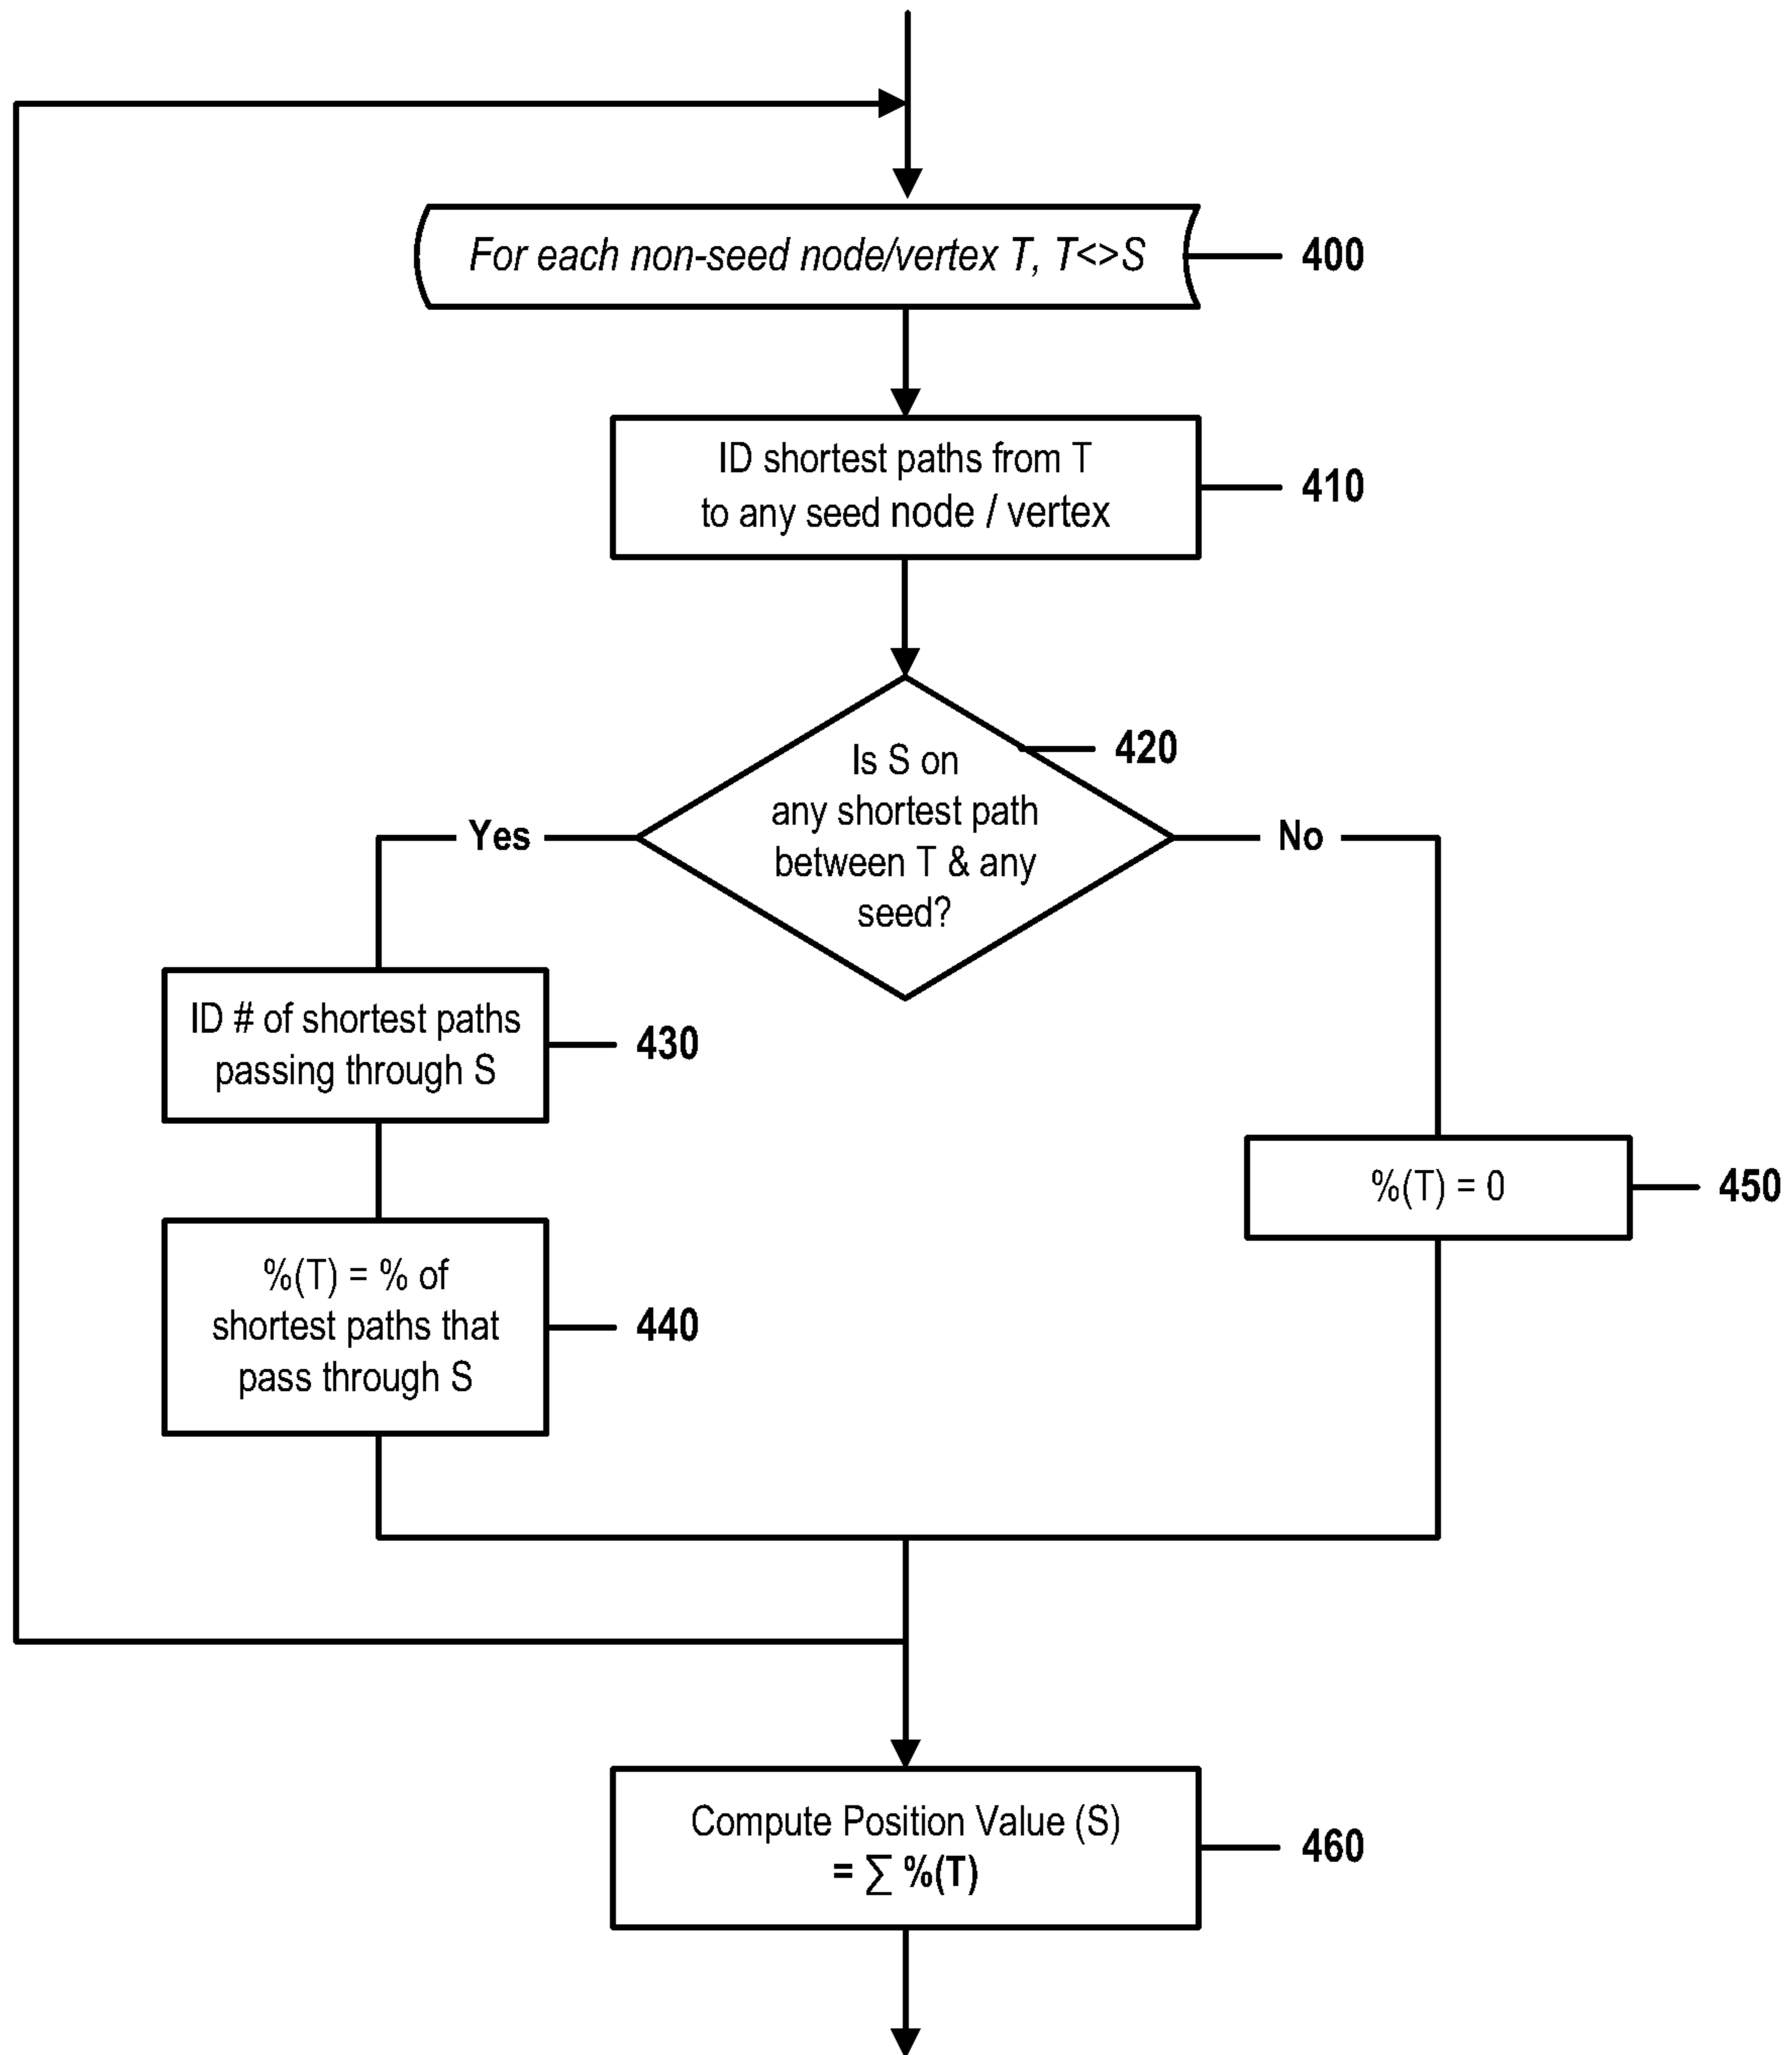 For each non-seed node/vertex T, T<>S
400
ID shortest paths from T
to any seed node / vertex
410
Is S on
any shortest path
between T & any
seed?
420
Yes
No
ID # of shortest paths
passing through S
430
%(T) = 0
450
%(T) = % of
shortest paths that
pass through S
440
Compute Position Value (S)
= ∑ %(T)
460